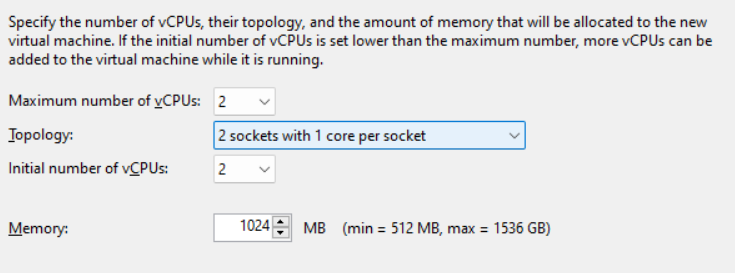 Specify the number of vCPUs, their topology, and the amount of memory that will be allocated to the new
virtual machine. If the initial number of vCPUs is set lower than the maximum number, more vCPUs can be
added to the virtual machine while it is running.
Maximum number of vCPUs: 2
Topology: 2 sockets with 1 core per socket
Initial number of vCPUs: 2
Memory: 1024 MB (min = 512 MB, max = 1536 GB)